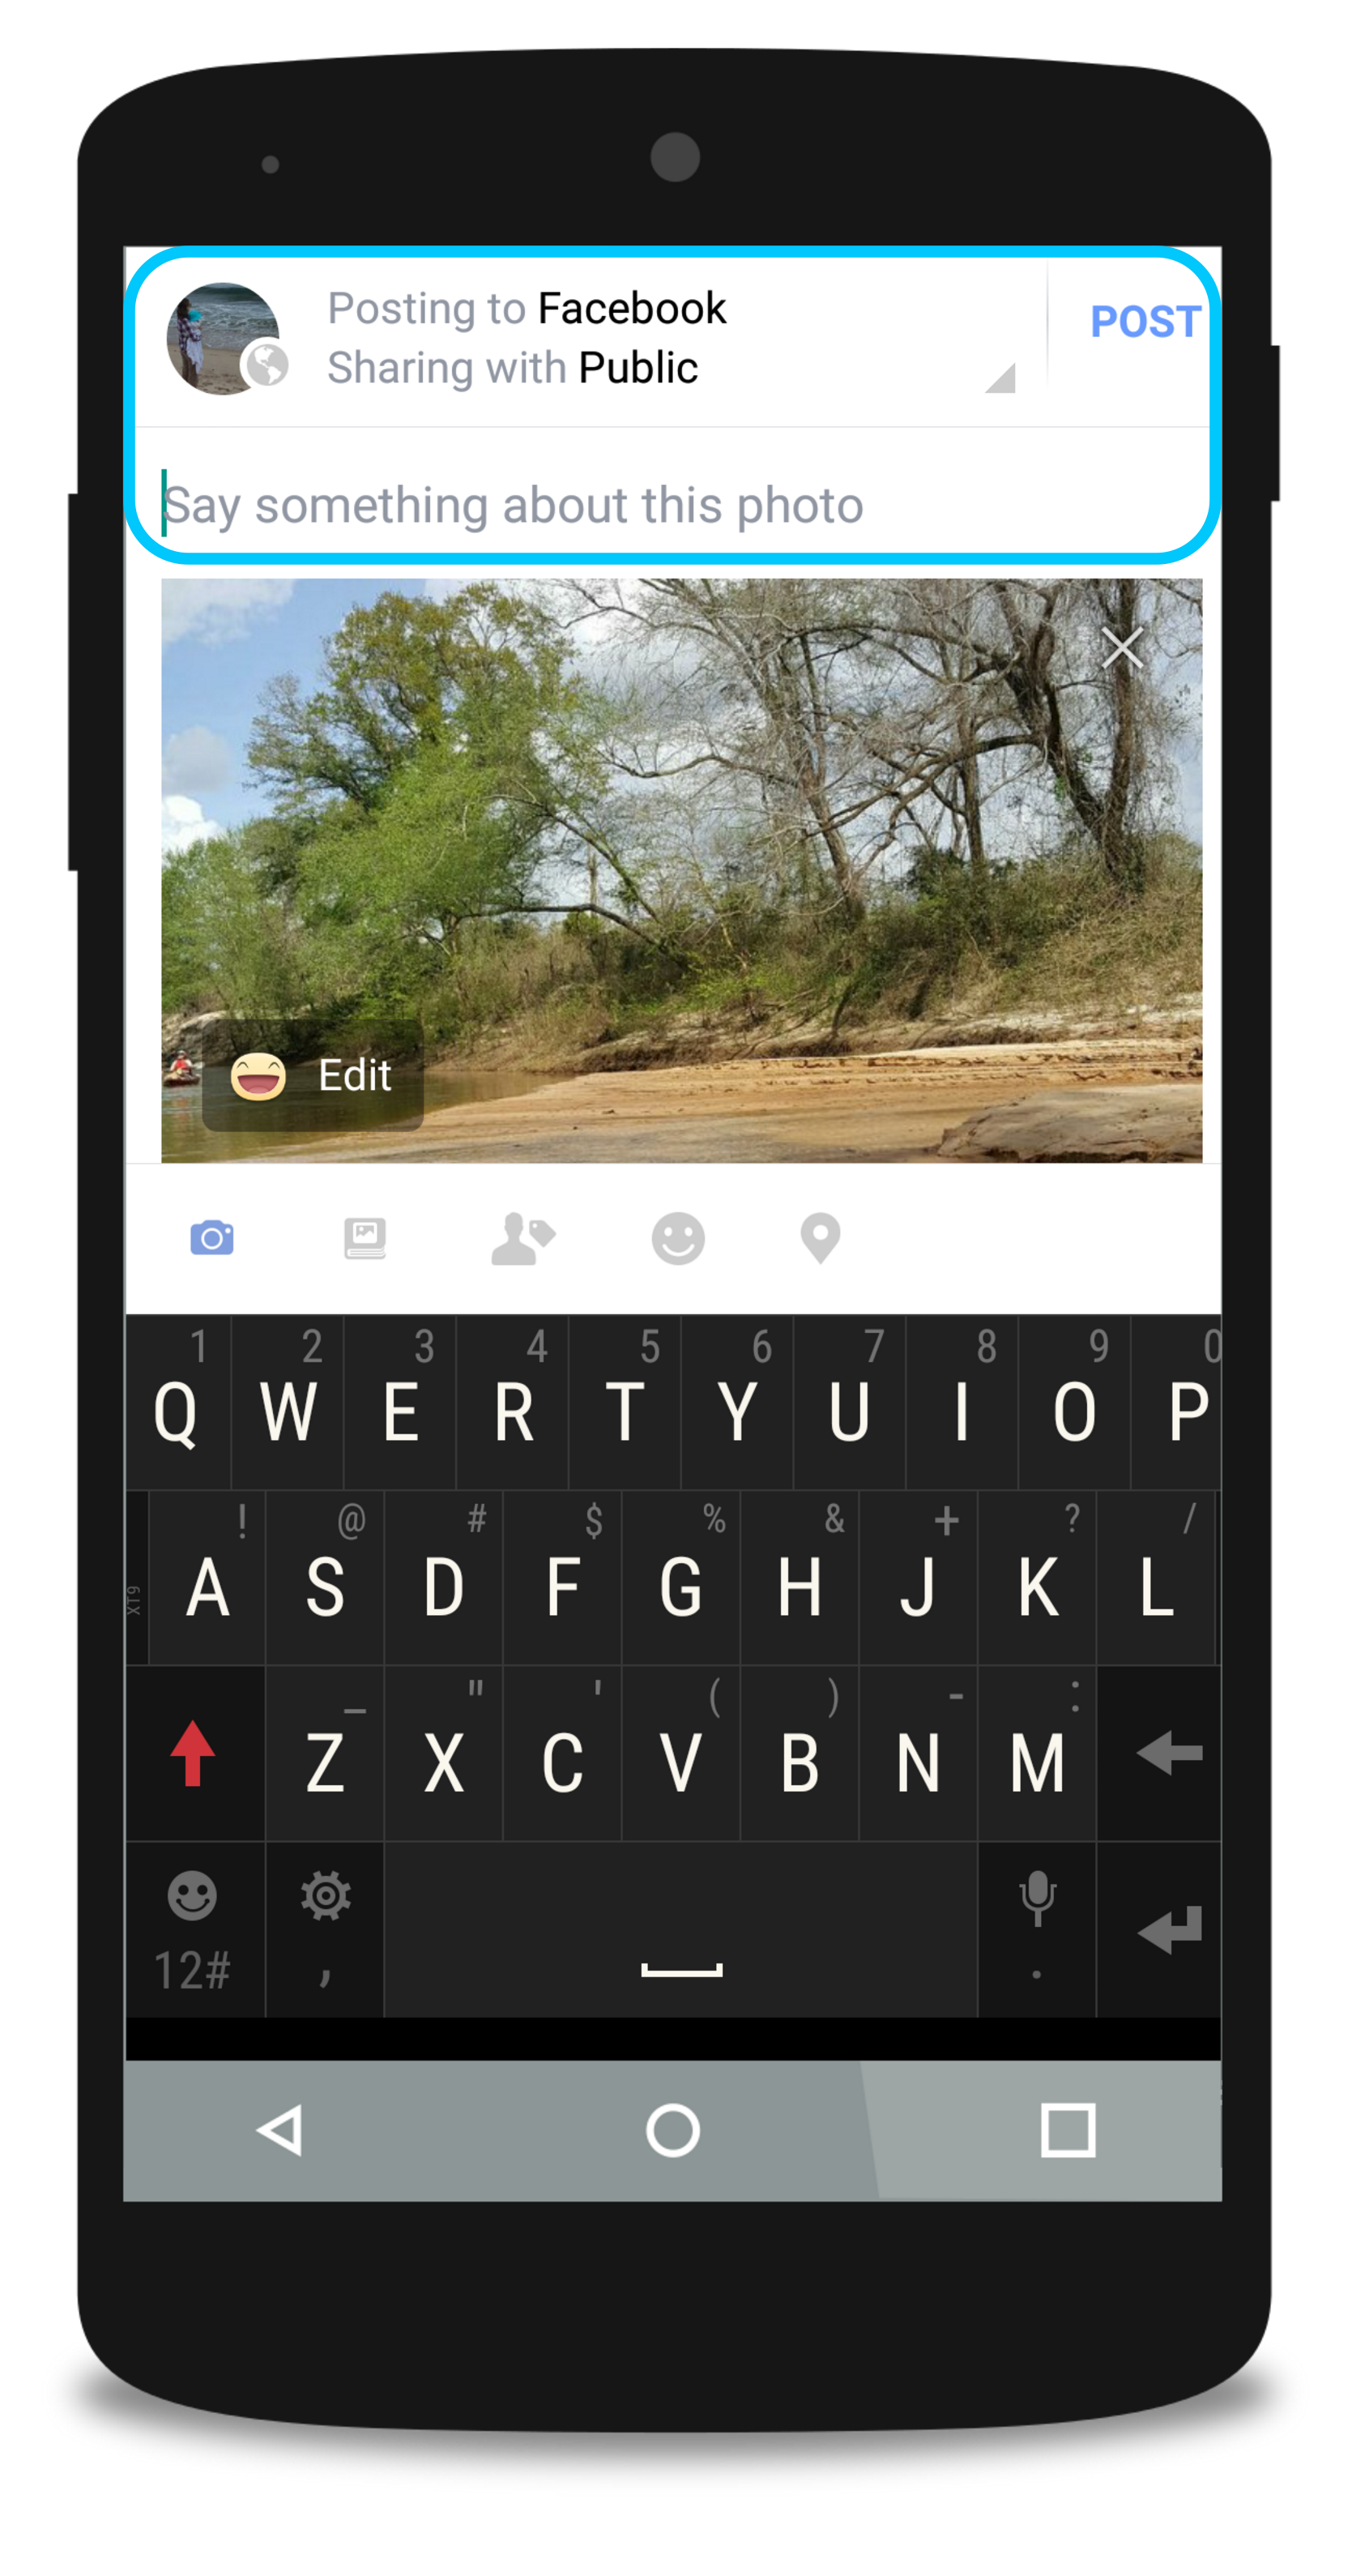 Posting to Facebook
Sharing with Public
POST
Say something about this photo
Edit
1 2 3 4 5 6 7 8 9 0
Q W E R T Y U I O P
! @ # $ % & + ? /
XT9
A S D F G H J K L
_ " ' ( ) - :
Z X C V B N M
12# , .